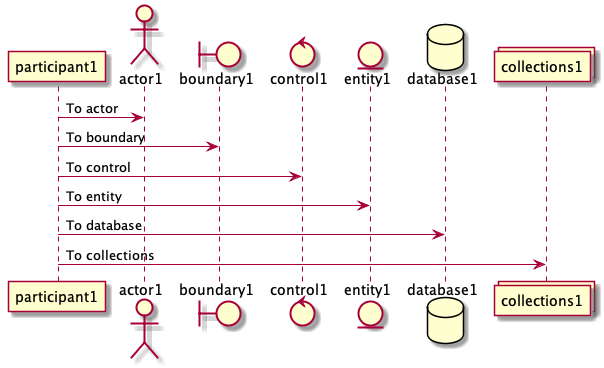 participant1 actor1 boundary1 control1 entity1 database1 collections1
To actor
To boundary
To control
To entity
To database
To collections
participant1 actor1 boundary1 control1 entity1 database1 collections1